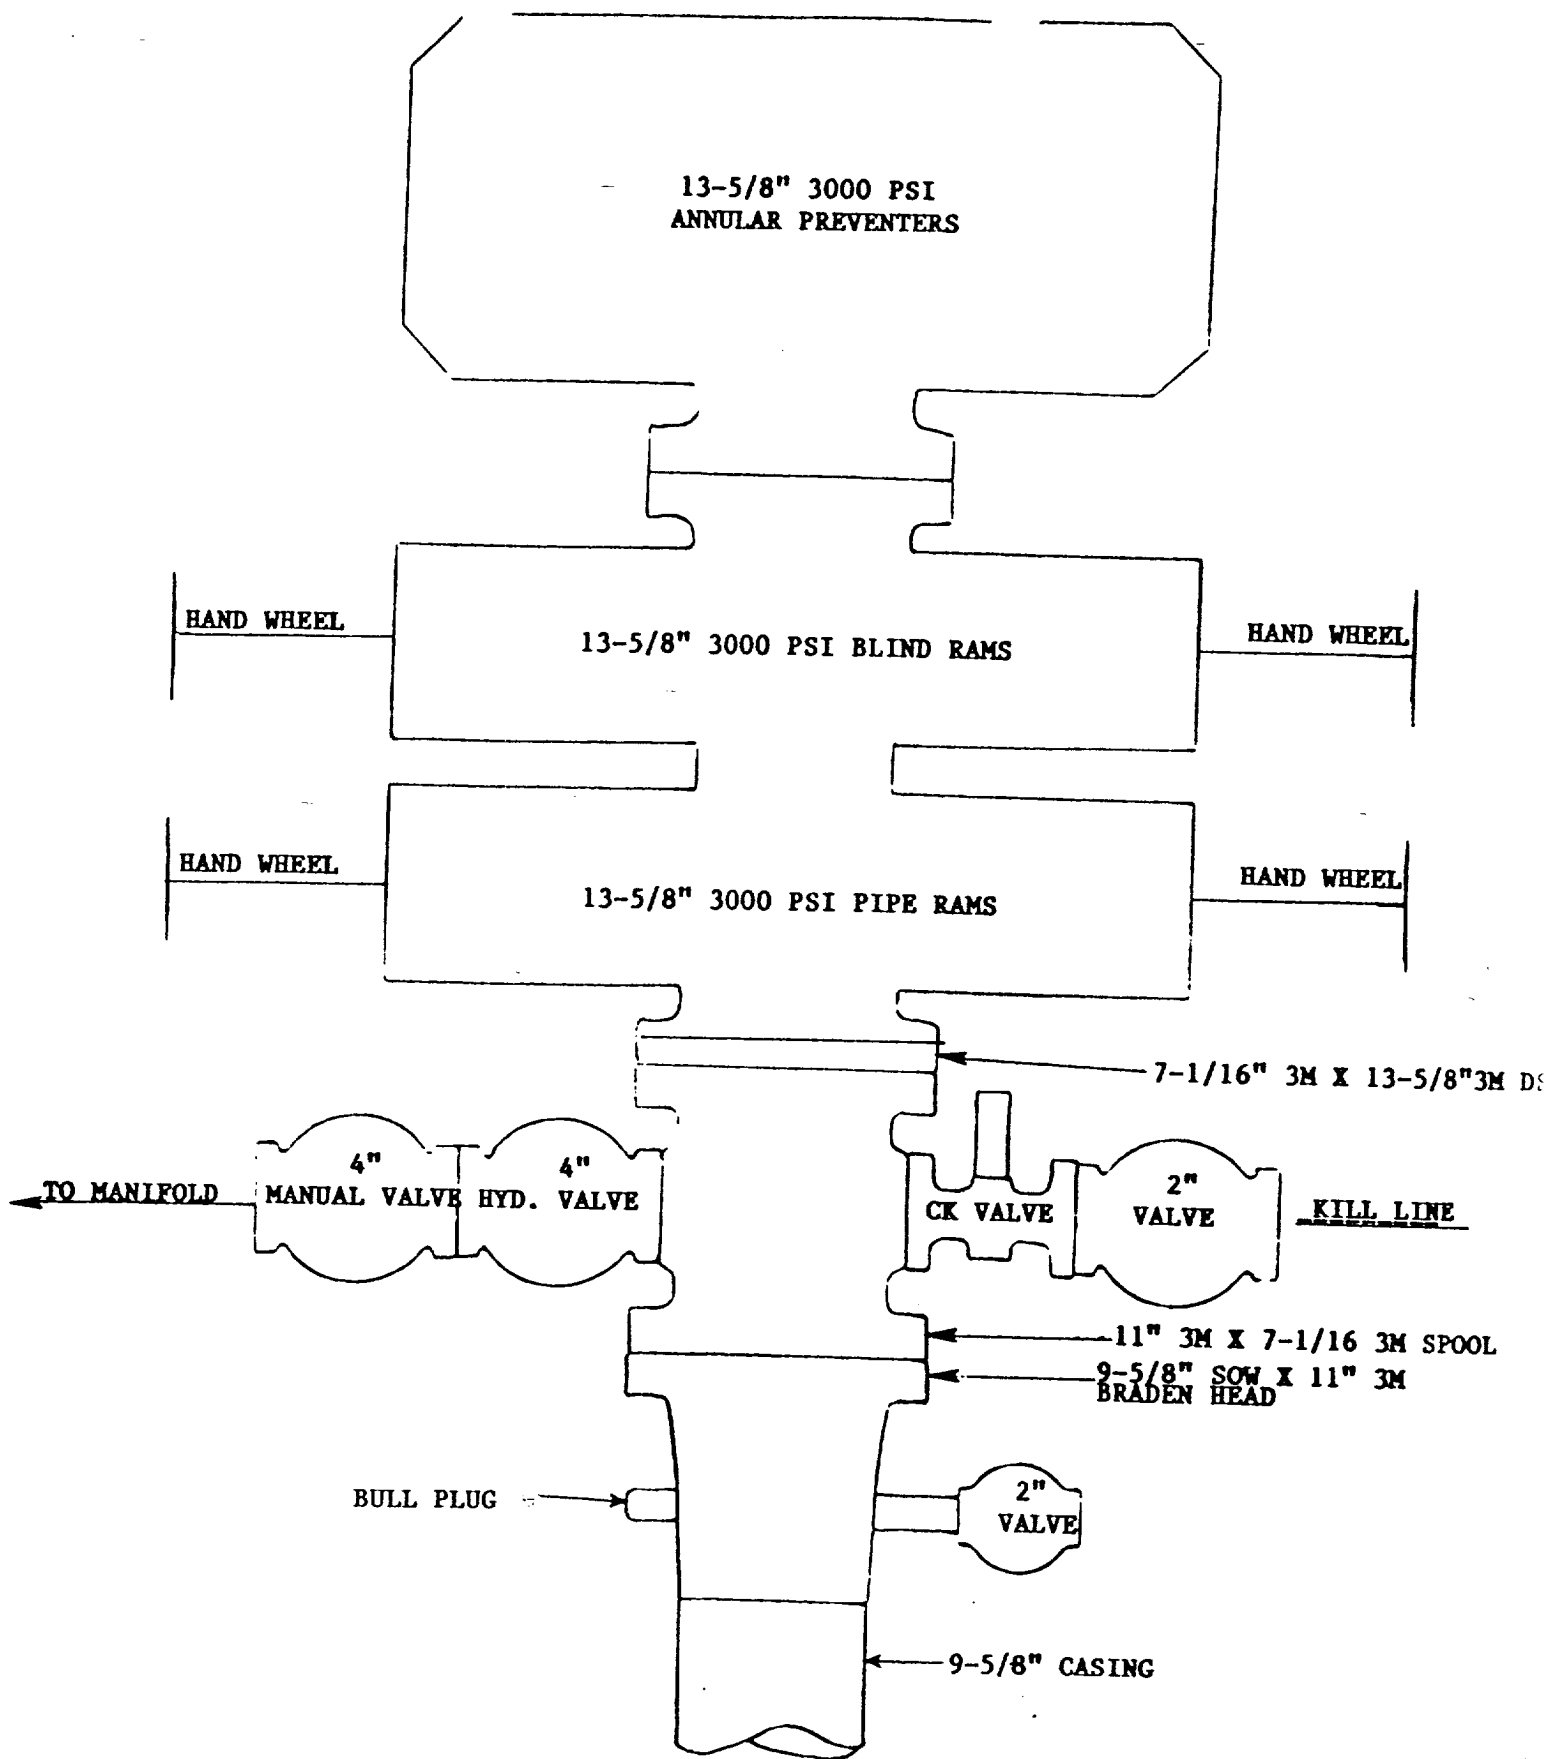 13-5/8" 3000 PSI
ANNULAR PREVENTERS
HAND WHEEL
13-5/8" 3000 PSI BLIND RAMS
HAND WHEEL
HAND WHEEL
13-5/8" 3000 PSI PIPE RAMS
HAND WHEEL
7-1/16" 3M X 13-5/8"3M
TO MANIFOLD
4"
MANUAL VALVE
4"
HYD. VALVE
CK VALVE
2"
VALVE
KILL LINE
11" 3M X 7-1/16 3M SPOOL
9-5/8" SOW X 11" 3M
BRADEN HEAD
BULL PLUG
2"
VALVE
9-5/8" CASING